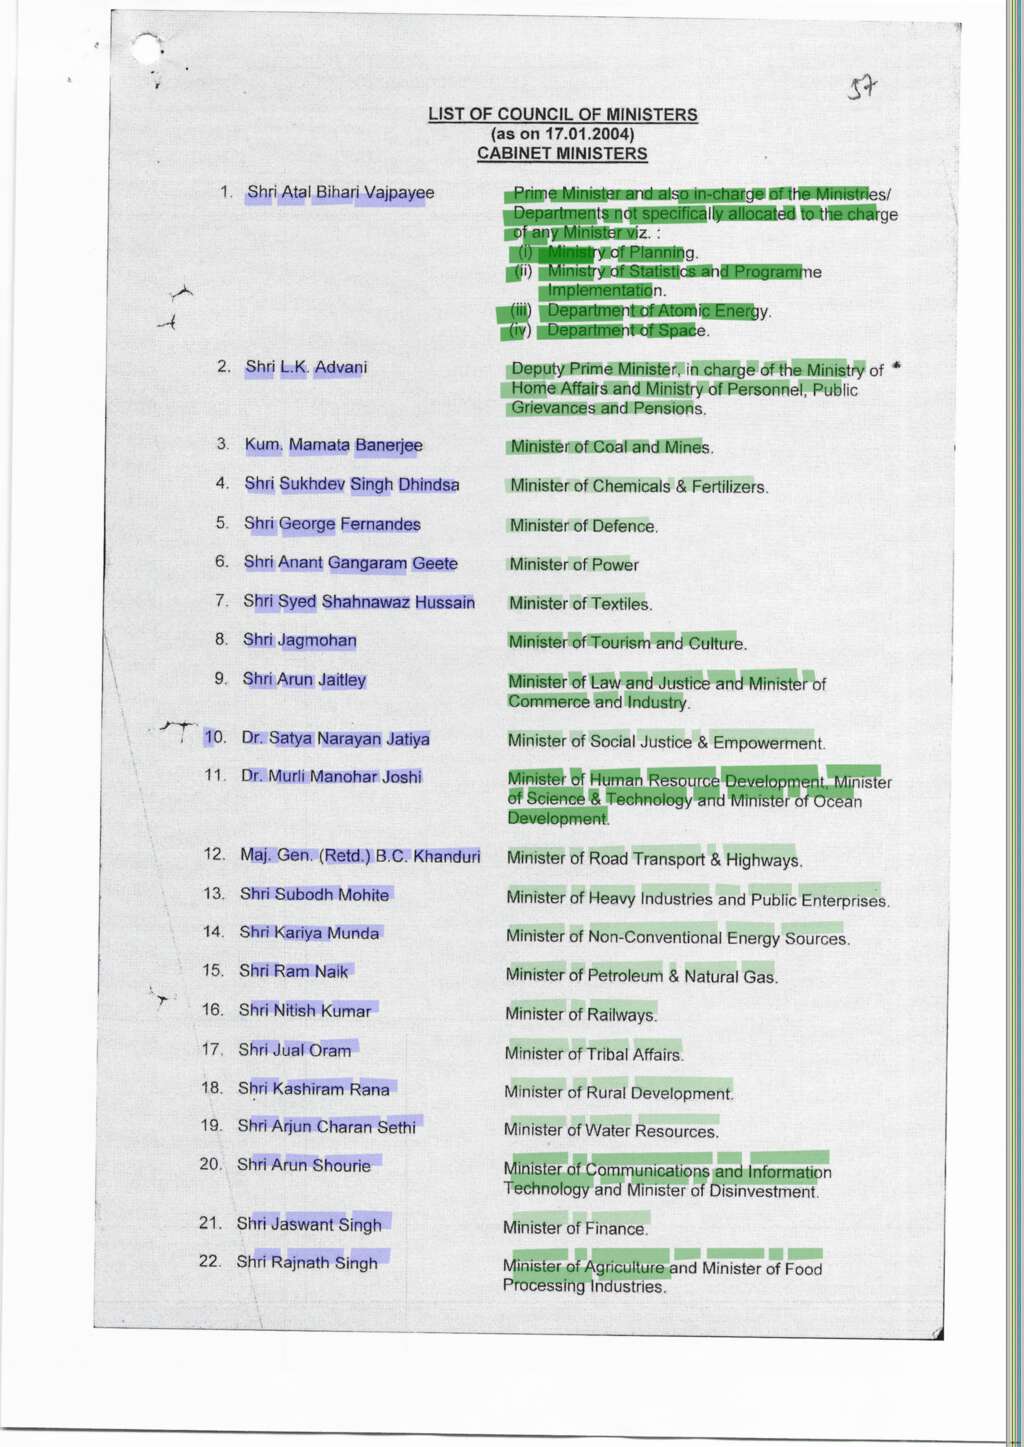 57
LIST OF COUNCIL OF MINISTERS
(as on 17.01.2004)
CABINET MINISTERS
1. Shri Atal Bihari Vajpayee Prime Minister and also in-charge of the Ministries/
Departments not specifically allocated to the charge
of any Minister viz. :
(i) Ministry of Planning.
(ii) Ministry of Statistics and Programme
Implementation.
(iii) Department of Atomic Energy.
(iv) Department of Space.
2. Shri L.K. Advani Deputy Prime Minister, in charge of the Ministry of *
Home Affairs and Ministry of Personnel, Public
Grievances and Pensions.
3. Kum. Mamata Banerjee Minister of Coal and Mines.
4. Shri Sukhdev Singh Dhindsa Minister of Chemicals & Fertilizers.
5. Shri George Fernandes Minister of Defence.
6. Shri Anant Gangaram Geete Minister of Power
7. Shri Syed Shahnawaz Hussain Minister of Textiles.
8. Shri Jagmohan Minister of Tourism and Culture.
9. Shri Arun Jaitley Minister of Law and Justice and Minister of
Commerce and Industry.
10. Dr. Satya Narayan Jatiya Minister of Social Justice & Empowerment.
11. Dr. Murli Manohar Joshi Minister of Human Resource Development, Minister
of Science & Technology and Minister of Ocean
Development.
12. Maj. Gen. (Retd.) B.C. Khanduri Minister of Road Transport & Highways.
13. Shri Subodh Mohite Minister of Heavy Industries and Public Enterprises.
14. Shri Kariya Munda Minister of Non-Conventional Energy Sources.
15. Shri Ram Naik Minister of Petroleum & Natural Gas.
16. Shri Nitish Kumar Minister of Railways.
17. Shri Jual Oram Minister of Tribal Affairs.
18. Shri Kashiram Rana Minister of Rural Development.
19. Shri Arjun Charan Sethi Minister of Water Resources.
20. Shri Arun Shourie Minister of Communications and Information
Technology and Minister of Disinvestment.
21. Shri Jaswant Singh Minister of Finance.
22. Shri Rajnath Singh Minister of Agriculture and Minister of Food
Processing Industries.